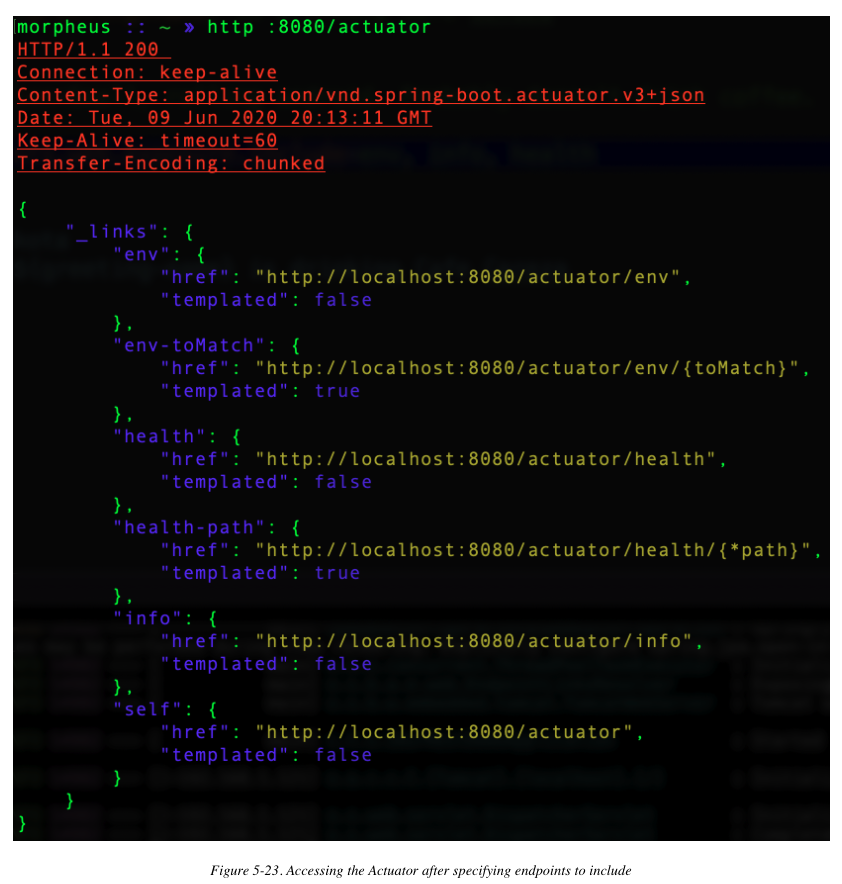 morpheus :: ~ » http :8080/actuator
HTTP/1.1 200
Connection: keep-alive
Content-Type: application/vnd.spring-boot.actuator.v3+json
Date: Tue, 09 Jun 2020 20:13:11 GMT
Keep-Alive: timeout=60
Transfer-Encoding: chunked

{
    "_links": {
        "env": {
            "href": "http://localhost:8080/actuator/env",
            "templated": false
        },
        "env-toMatch": {
            "href": "http://localhost:8080/actuator/env/{toMatch}",
            "templated": true
        },
        "health": {
            "href": "http://localhost:8080/actuator/health",
            "templated": false
        },
        "health-path": {
            "href": "http://localhost:8080/actuator/health/{*path}",
            "templated": true
        },
        "info": {
            "href": "http://localhost:8080/actuator/info",
            "templated": false
        },
        "self": {
            "href": "http://localhost:8080/actuator",
            "templated": false
        }
    }
}
Figure 5-23. Accessing the Actuator after specifying endpoints to include